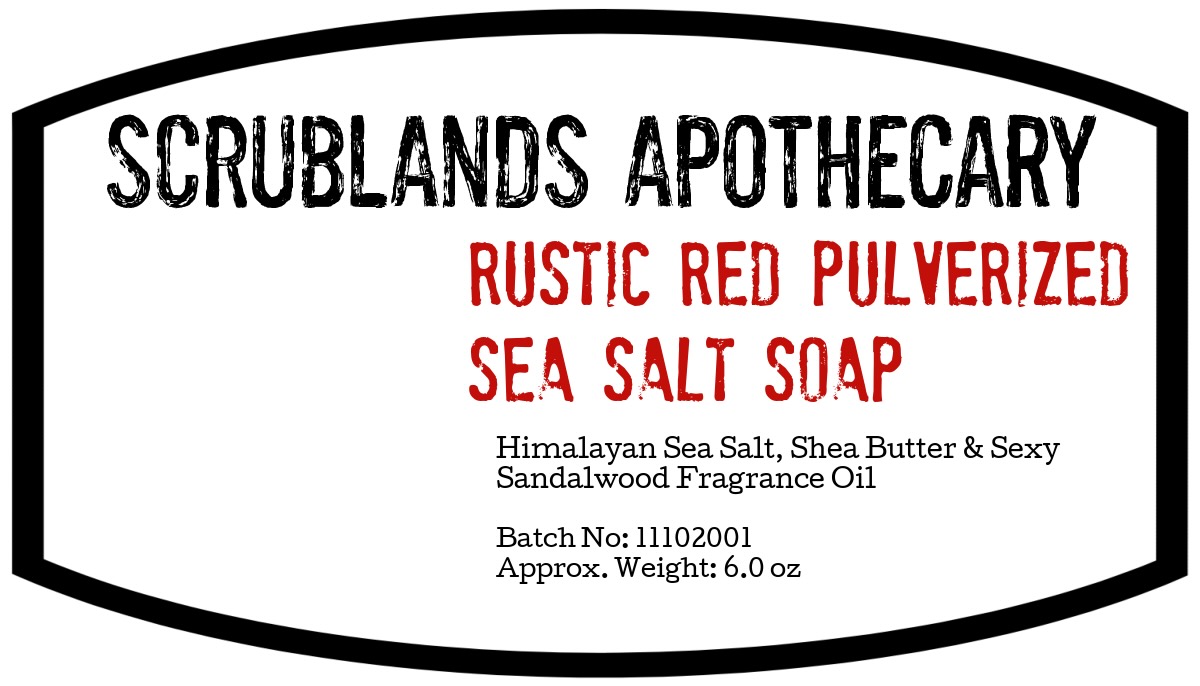 SCRUBLANDS APOTHECARY
RUSTIC RED PULVERIZED
SEA SALT SOAP
Himalayan Sea Salt, Shea Butter & Sexy
Sandalwood Fragrance Oil
Batch No: 11102001
Approx. Weight: 6.0 oz